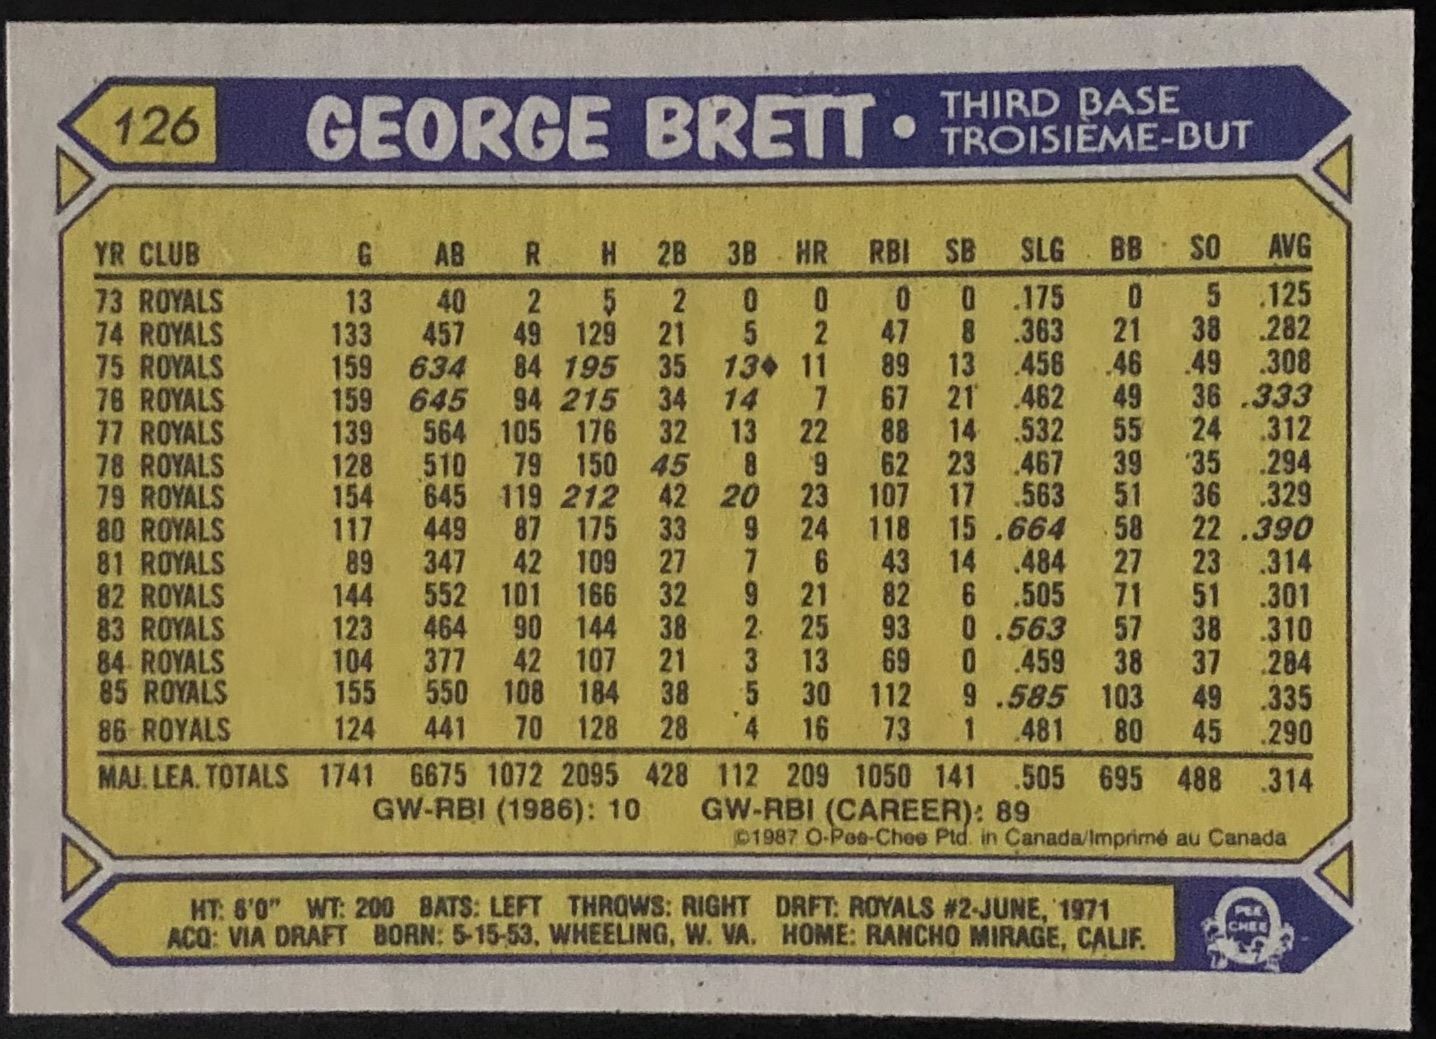 126 GEORGE BRETT • THIRD BASE
TROISIÈME-BUT
YR CLUB G AB R H 2B 3B HR RBI SB SLG BB SO AVG
73 ROYALS 13 40 2 5 2 0 0 0 0 .175 0 5 .125
74 ROYALS 133 457 49 129 21 5 2 47 8 .363 21 38 .282
75 ROYALS 159 634 84 195 35 13♦ 11 89 13 .456 46 49 .308
76 ROYALS 159 645 94 215 34 14 7 67 21 .462 49 36 .333
77 ROYALS 139 564 105 176 32 13 22 88 14 .532 55 24 .312
78 ROYALS 128 510 79 150 45 8 9 62 23 .467 39 35 .294
79 ROYALS 154 645 119 212 42 20 23 107 17 .563 51 36 .329
80 ROYALS 117 449 87 175 33 9 24 118 15 .664 58 22 .390
81 ROYALS 89 347 42 109 27 7 6 43 14 .484 27 23 .314
82 ROYALS 144 552 101 166 32 9 21 82 6 .505 71 51 .301
83 ROYALS 123 464 90 144 38 2 25 93 0 .563 57 38 .310
84 ROYALS 104 377 42 107 21 3 13 69 0 .459 38 37 .284
85 ROYALS 155 550 108 184 38 5 30 112 9 .585 103 49 .335
86 ROYALS 124 441 70 128 28 4 16 73 1 .481 80 45 .290
MAJ. LEA. TOTALS 1741 6675 1072 2095 428 112 209 1050 141 .505 695 488 .314
GW-RBI (1986): 10 GW-RBI (CAREER): 89
©1987 O-Pee-Chee Ptd. in Canada/Imprimé au Canada
HT: 6'0" WT: 200 BATS: LEFT THROWS: RIGHT DRFT: ROYALS #2-JUNE, 1971
ACQ: VIA DRAFT BORN: 5-15-53, WHEELING, W. VA. HOME: RANCHO MIRAGE, CALIF.
PEE
CHEE